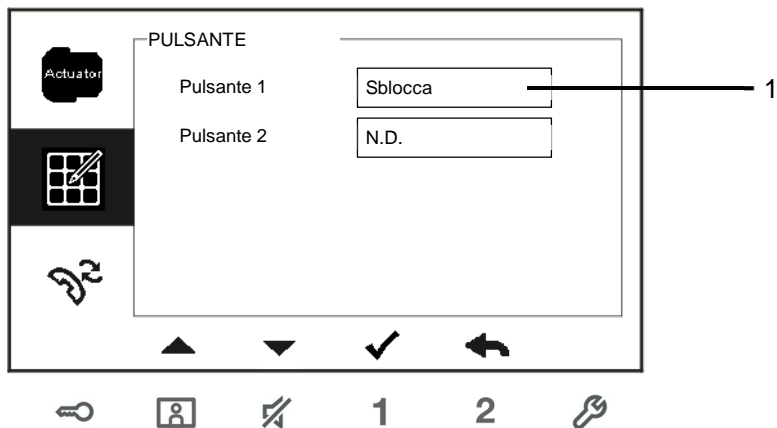 PULSANTE
Actuator
Pulsante 1
Sblocca
1
Pulsante 2
N.D.
1
2